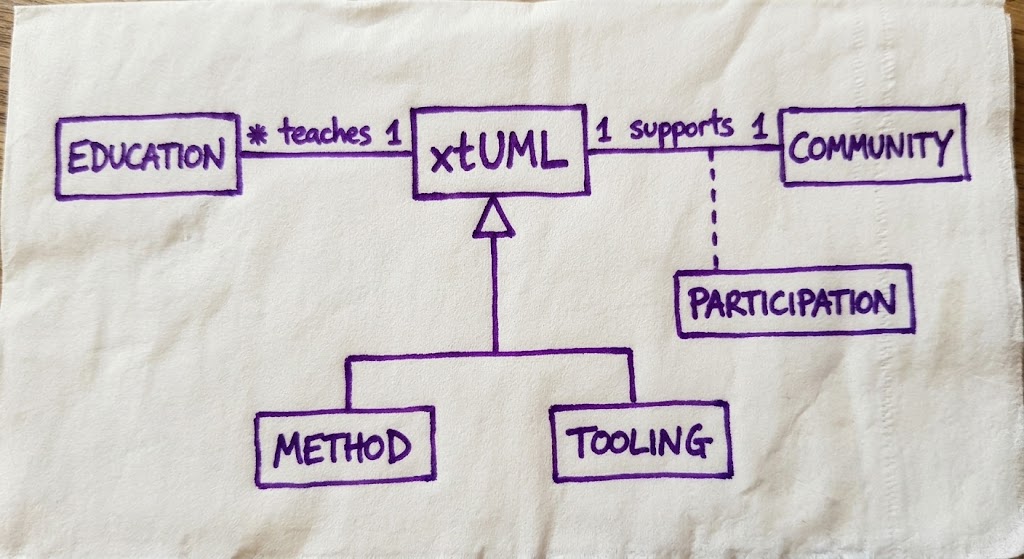 EDUCATION
* teaches 1
xtUML
1 supports 1
COMMUNITY
PARTICIPATION
METHOD
TOOLING